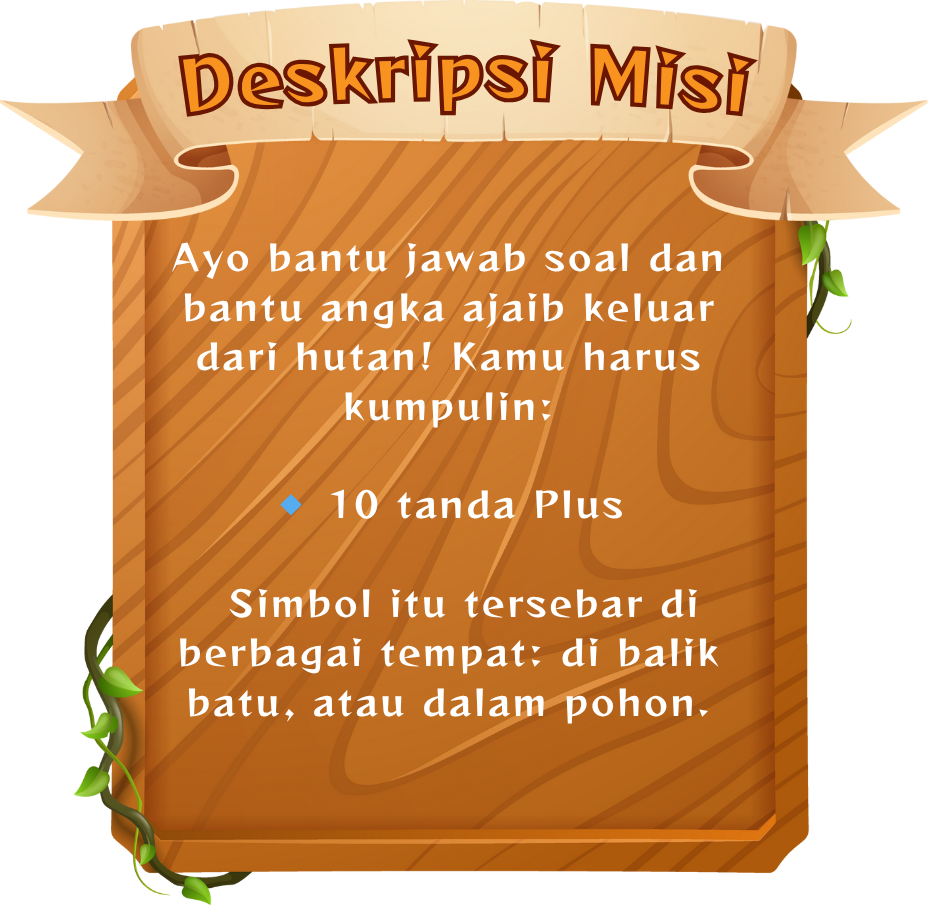 Deskripsi Misi
Ayo bantu jawab soal dan
bantu angka ajaib keluar
dari hutan! Kamu harus
kumpulin:
10 tanda Plus
Simbol itu tersebar di
berbagai tempat: di balik
batu, atau dalam pohon.